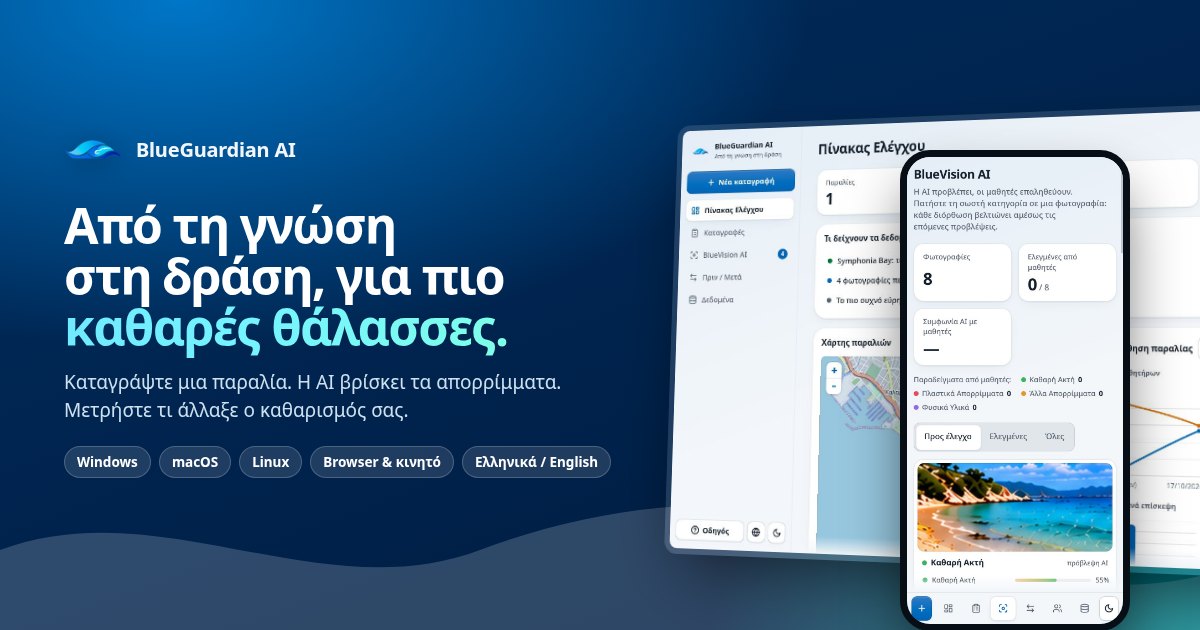 BlueGuardian AI
Από τη γνώση
στη δράση, για πιο
καθαρές θάλασσες.
Καταγράψτε μια παραλία. Η AI βρίσκει τα απορρίμματα.
Μετρήστε τι άλλαξε ο καθαρισμός σας.
Windows
macOS
Linux
Browser & κινητό
Ελληνικά / English
BlueGuardian AI
Από τη γνώση στη δράση
+ Νέα καταγραφή
Πίνακας Ελέγχου
Καταγραφές
BlueVision AI 4
Πριν / Μετά
Δεδομένα
Οδηγός
Πίνακας Ελέγχου
Παραλίες
1
Τι δείχνουν τα
Symphonia Bay:
4 φωτογραφίες
Το πιο συχνό
Χάρτης παραλιών
+
-
BlueVision AI
Η AI προβλέπει, οι μαθητές επαληθεύουν.
Πατήστε τη σωστή κατηγορία σε μια φωτογραφία:
κάθε διόρθωση βελτιώνει αμέσως τις
επόμενες προβλέψεις.
Φωτογραφίες
8
Ελεγμένες από
μαθητές
0 / 8
Συμφωνία AI με
μαθητές
—
Παραδείγματα από μαθητές: Καθαρή Ακτή 0
Πλαστικά Απορρίμματα 0 Άλλα Απορρίμματα 0
Φυσικά Υλικά 0
Προς έλεγχο
Ελεγμένες
Όλες
Καθαρή Ακτή πρόβλεψη AI
Καθαρή Ακτή 55%
+
παραλίας
17/10/202
επίσκεψη